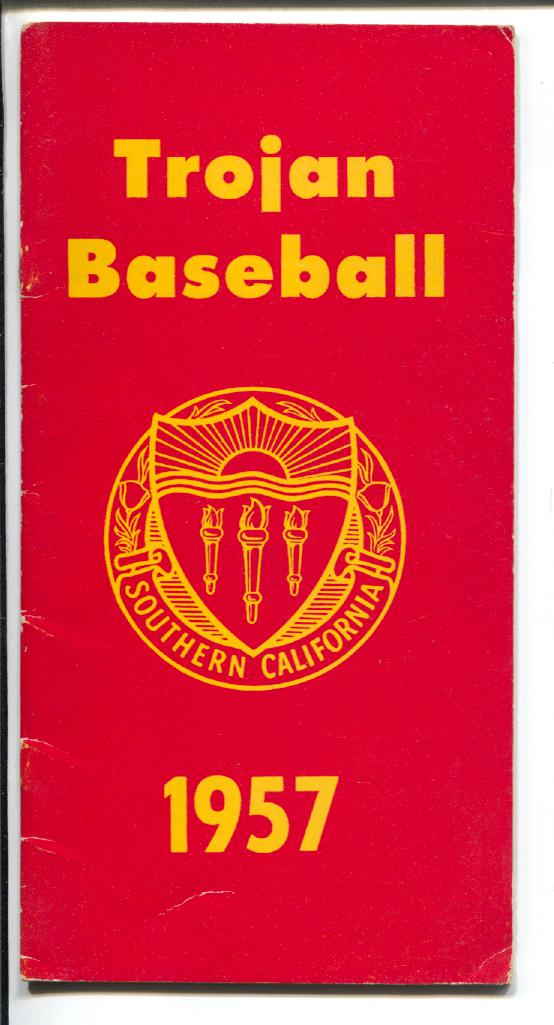 Trojan
Baseball
SOUTHERN CALIFORNIA
1957